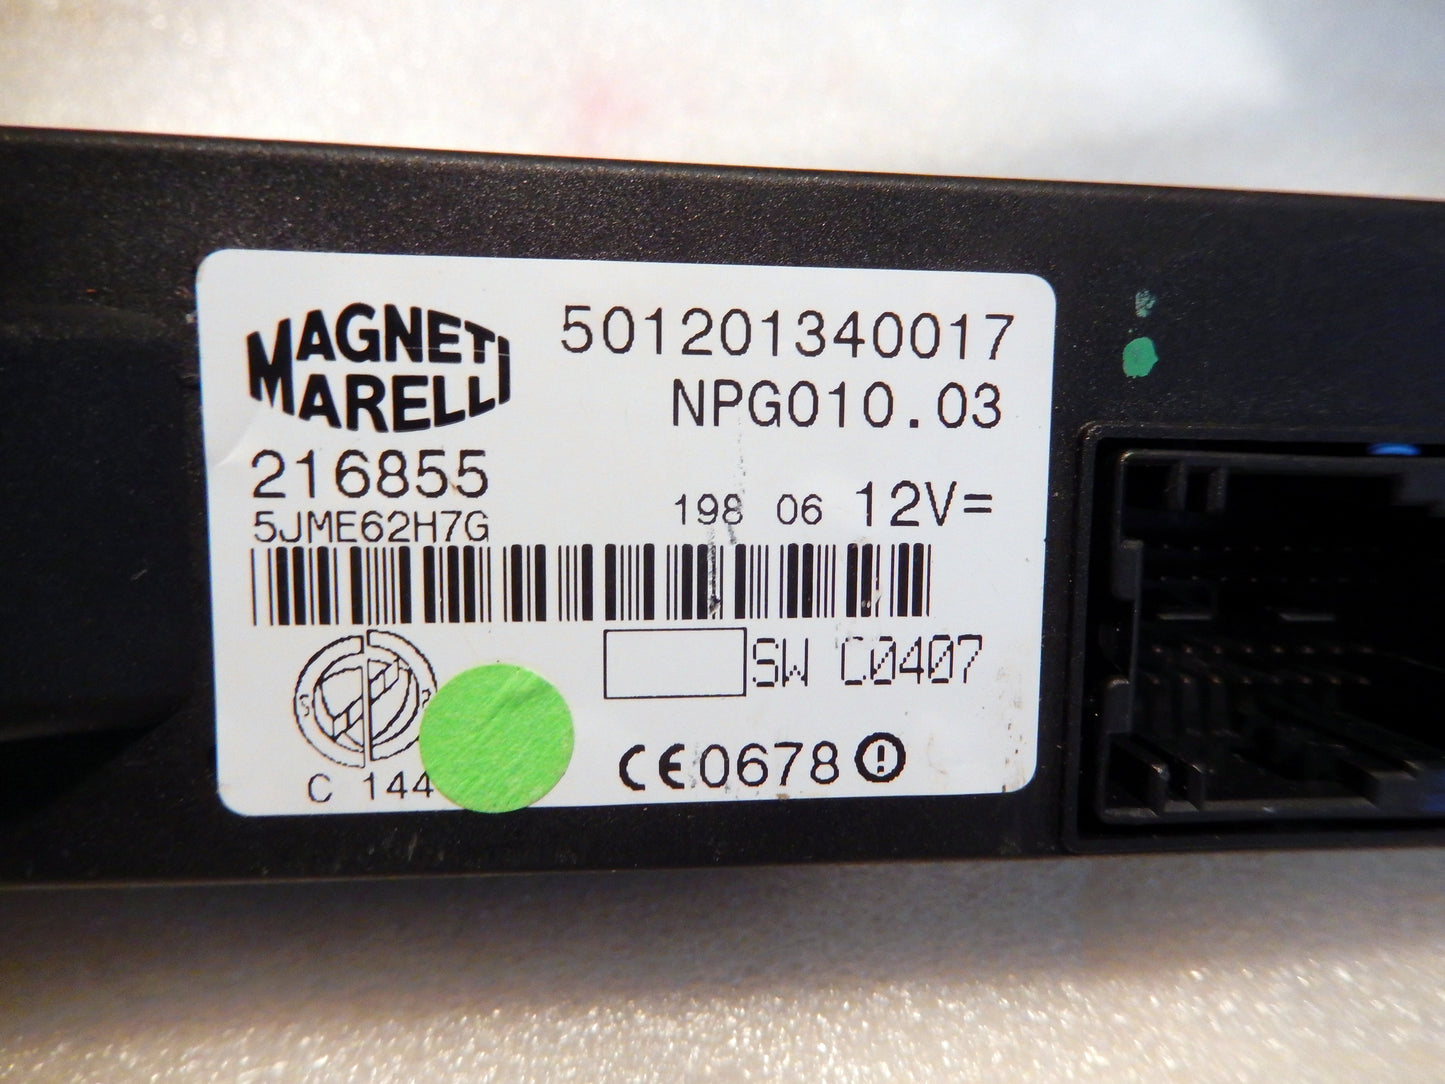 MAGNETI
MARELLI
501201340017
NPG010.03
216855
5JME62H7G
198 06 12V=
SW C0407
C 144
CE0678